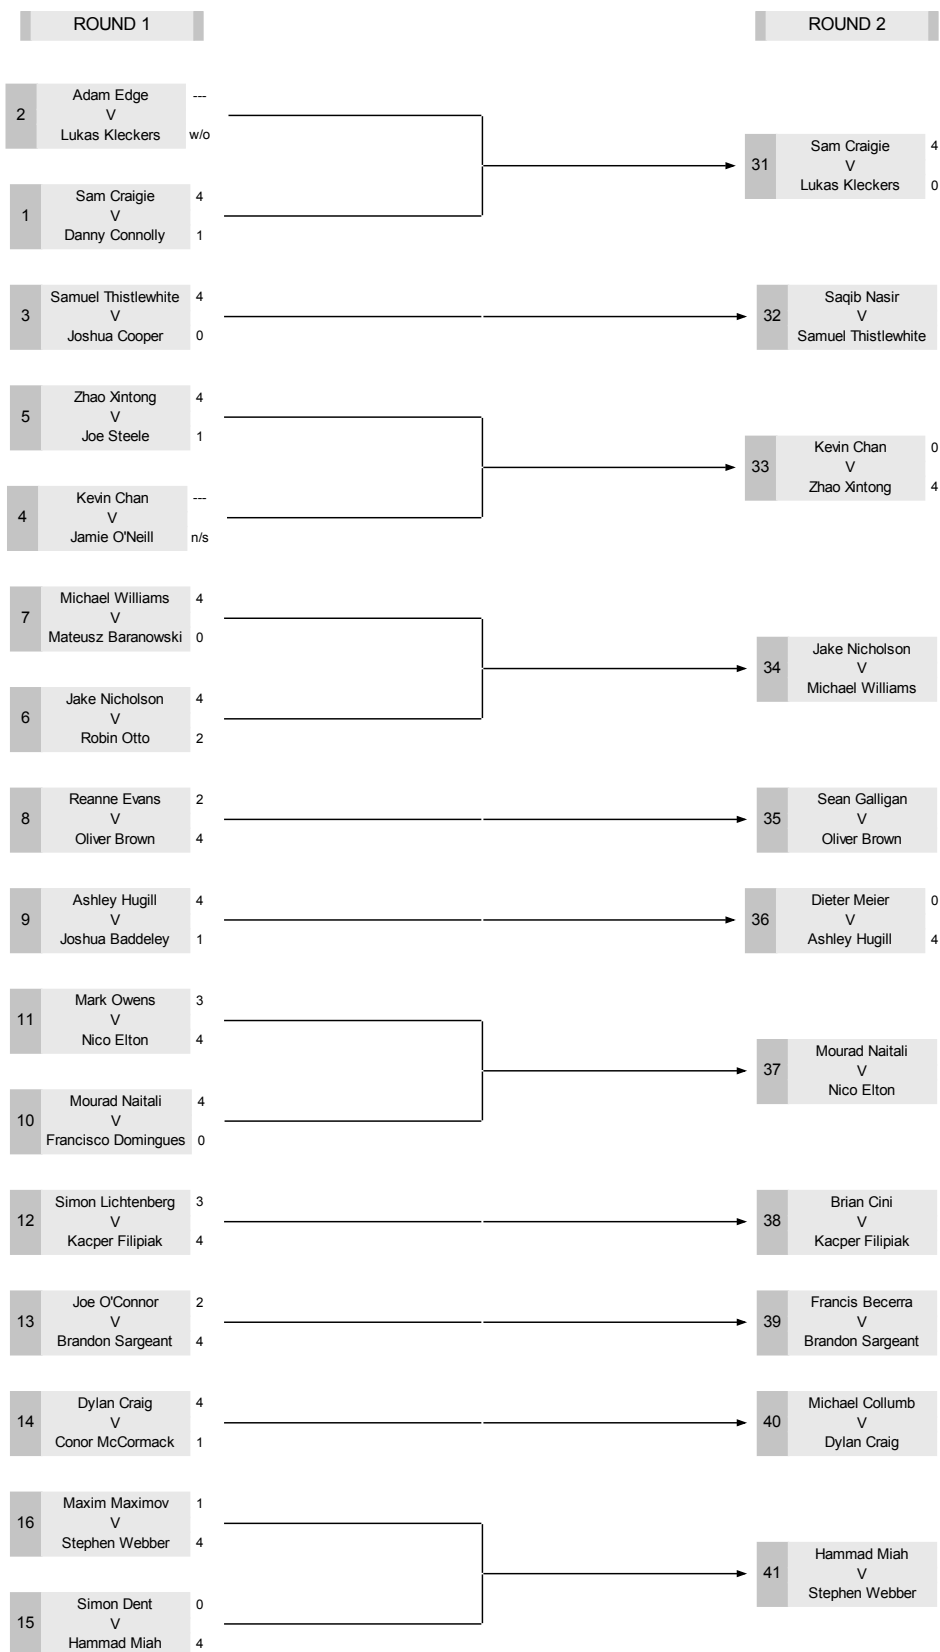 ROUND 1
ROUND 2
2
Adam Edge ---
V
Lukas Kleckers w/o
1
Sam Craigie 4
V
Danny Connolly 1
31
Sam Craigie 4
V
Lukas Kleckers 0
3
Samuel Thistlewhite 4
V
Joshua Cooper 0
32
Saqib Nasir
V
Samuel Thistlewhite
5
Zhao Xintong 4
V
Joe Steele 1
4
Kevin Chan ---
V
Jamie O'Neill n/s
33
Kevin Chan 0
V
Zhao Xintong 4
7
Michael Williams 4
V
Mateusz Baranowski 0
6
Jake Nicholson 4
V
Robin Otto 2
34
Jake Nicholson
V
Michael Williams
8
Reanne Evans 2
V
Oliver Brown 4
35
Sean Galligan
V
Oliver Brown
9
Ashley Hugill 4
V
Joshua Baddeley 1
36
Dieter Meier 0
V
Ashley Hugill 4
11
Mark Owens 3
V
Nico Elton 4
10
Mourad Naitali 4
V
Francisco Domingues 0
37
Mourad Naitali
V
Nico Elton
12
Simon Lichtenberg 3
V
Kacper Filipiak 4
38
Brian Cini
V
Kacper Filipiak
13
Joe O'Connor 2
V
Brandon Sargeant 4
39
Francis Becerra
V
Brandon Sargeant
14
Dylan Craig 4
V
Conor McCormack 1
40
Michael Collumb
V
Dylan Craig
16
Maxim Maximov 1
V
Stephen Webber 4
15
Simon Dent 0
V
Hammad Miah 4
41
Hammad Miah
V
Stephen Webber